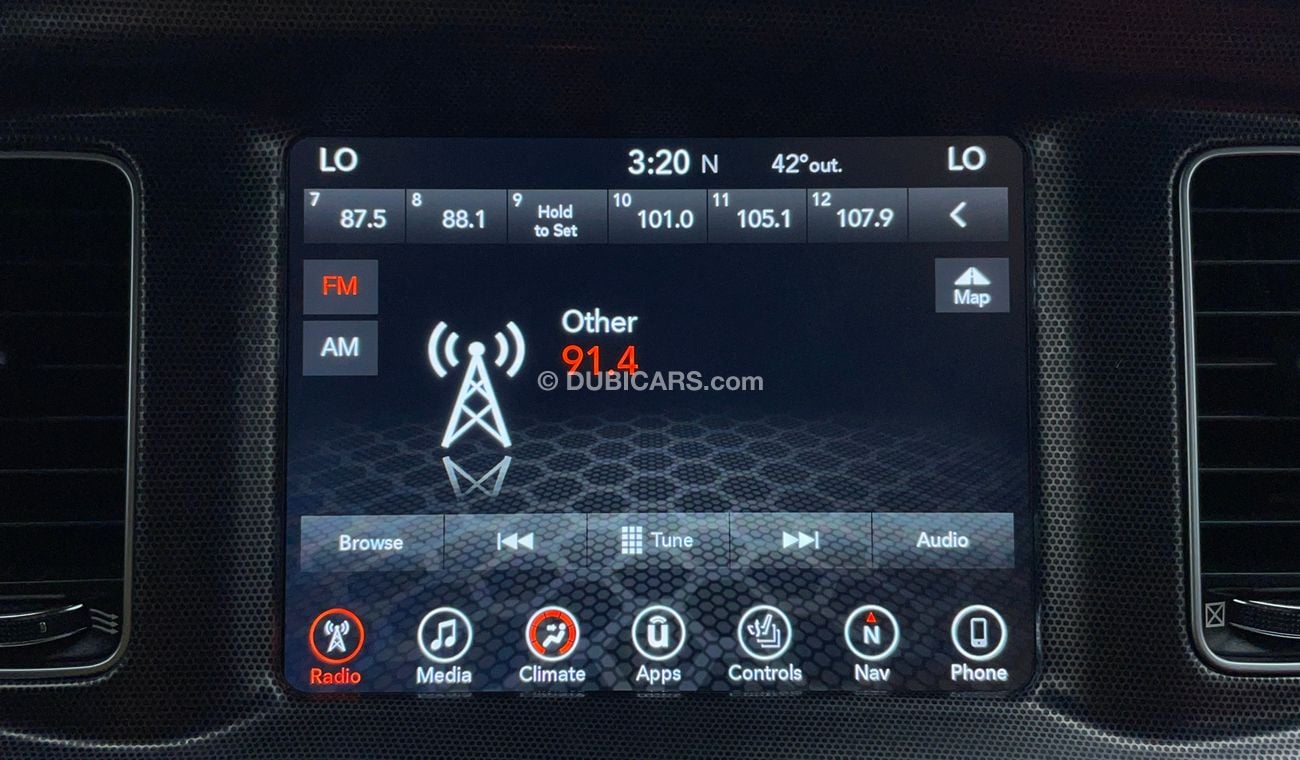 LO 3:20 N 42° out. LO
7 87.5 8 88.1 9 Hold to Set 10 101.0 11 105.1 12 107.9
FM
Map
AM
Other
91.4
© DUBICARS.com
Browse Tune Audio
N
Radio Media Climate Apps Controls Nav Phone